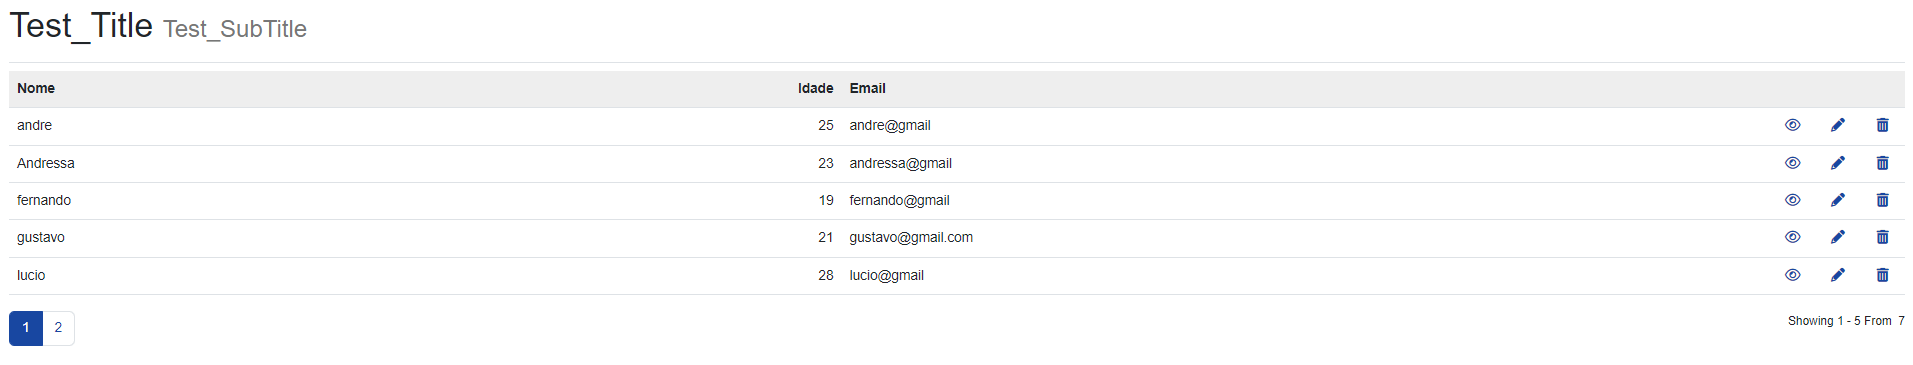 Test_Title Test_SubTitle
Nome Idade Email
andre 25 andre@gmail
Andressa 23 andressa@gmail
fernando 19 fernando@gmail
gustavo 21 gustavo@gmail.com
lucio 28 lucio@gmail
1 2 Showing 1 - 5 From 7